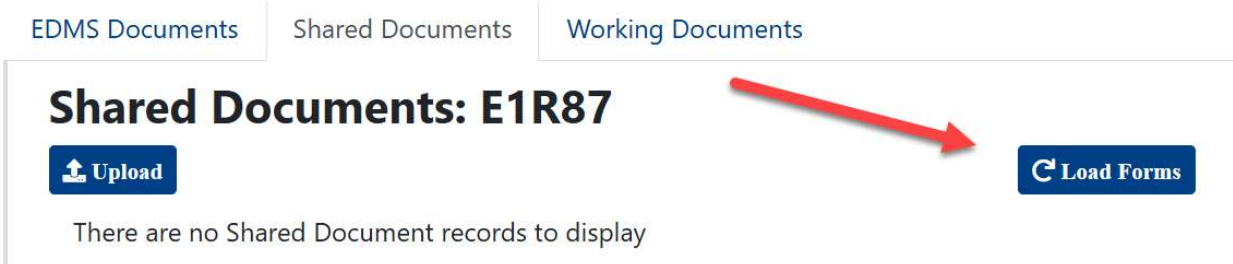 EDMS Documents Shared Documents Working Documents
Shared Documents: E1R87
Upload Load Forms
There are no Shared Document records to display